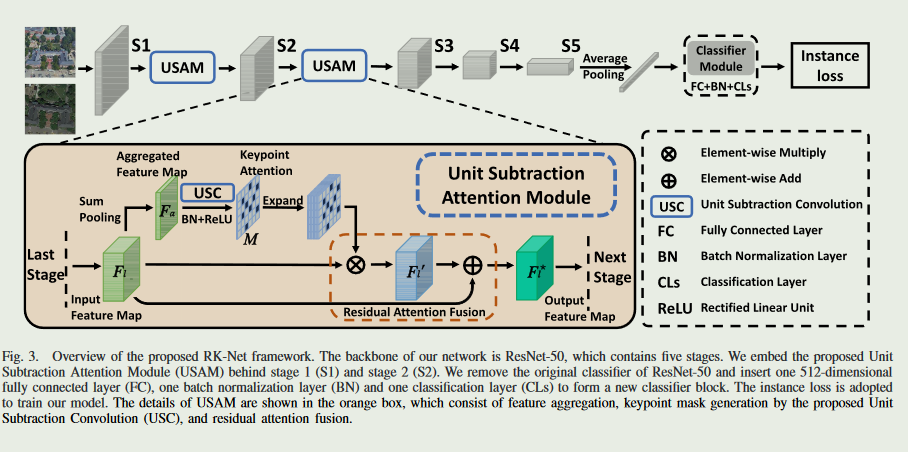 S1
USAM
S2
USAM
S3
S4
S5
Average
Pooling
Classifier
Module
FC+BN+CLs
Instance
loss
Aggregated
Feature Map
Keypoint
Attention
Sum
Pooling
Fa
USC
BN+ReLU
M
Expand
Unit Subtraction
Attention Module
Last
Stage
Fl
Input
Feature Map
Fl'
Residual Attention Fusion
Fl*
Output
Feature Map
Next
Stage
Element-wise Multiply
Element-wise Add
USC Unit Subtraction Convolution
FC Fully Connected Layer
BN Batch Normalization Layer
CLs Classification Layer
ReLU Rectified Linear Unit
Fig. 3. Overview of the proposed RK-Net framework. The backbone of our network is ResNet-50, which contains five stages. We embed the proposed Unit
Subtraction Attention Module (USAM) behind stage 1 (S1) and stage 2 (S2). We remove the original classifier of ResNet-50 and insert one 512-dimensional
fully connected layer (FC), one batch normalization layer (BN) and one classification layer (CLs) to form a new classifier block. The instance loss is adopted
to train our model. The details of USAM are shown in the orange box, which consist of feature aggregation, keypoint mask generation by the proposed Unit
Subtraction Convolution (USC), and residual attention fusion.